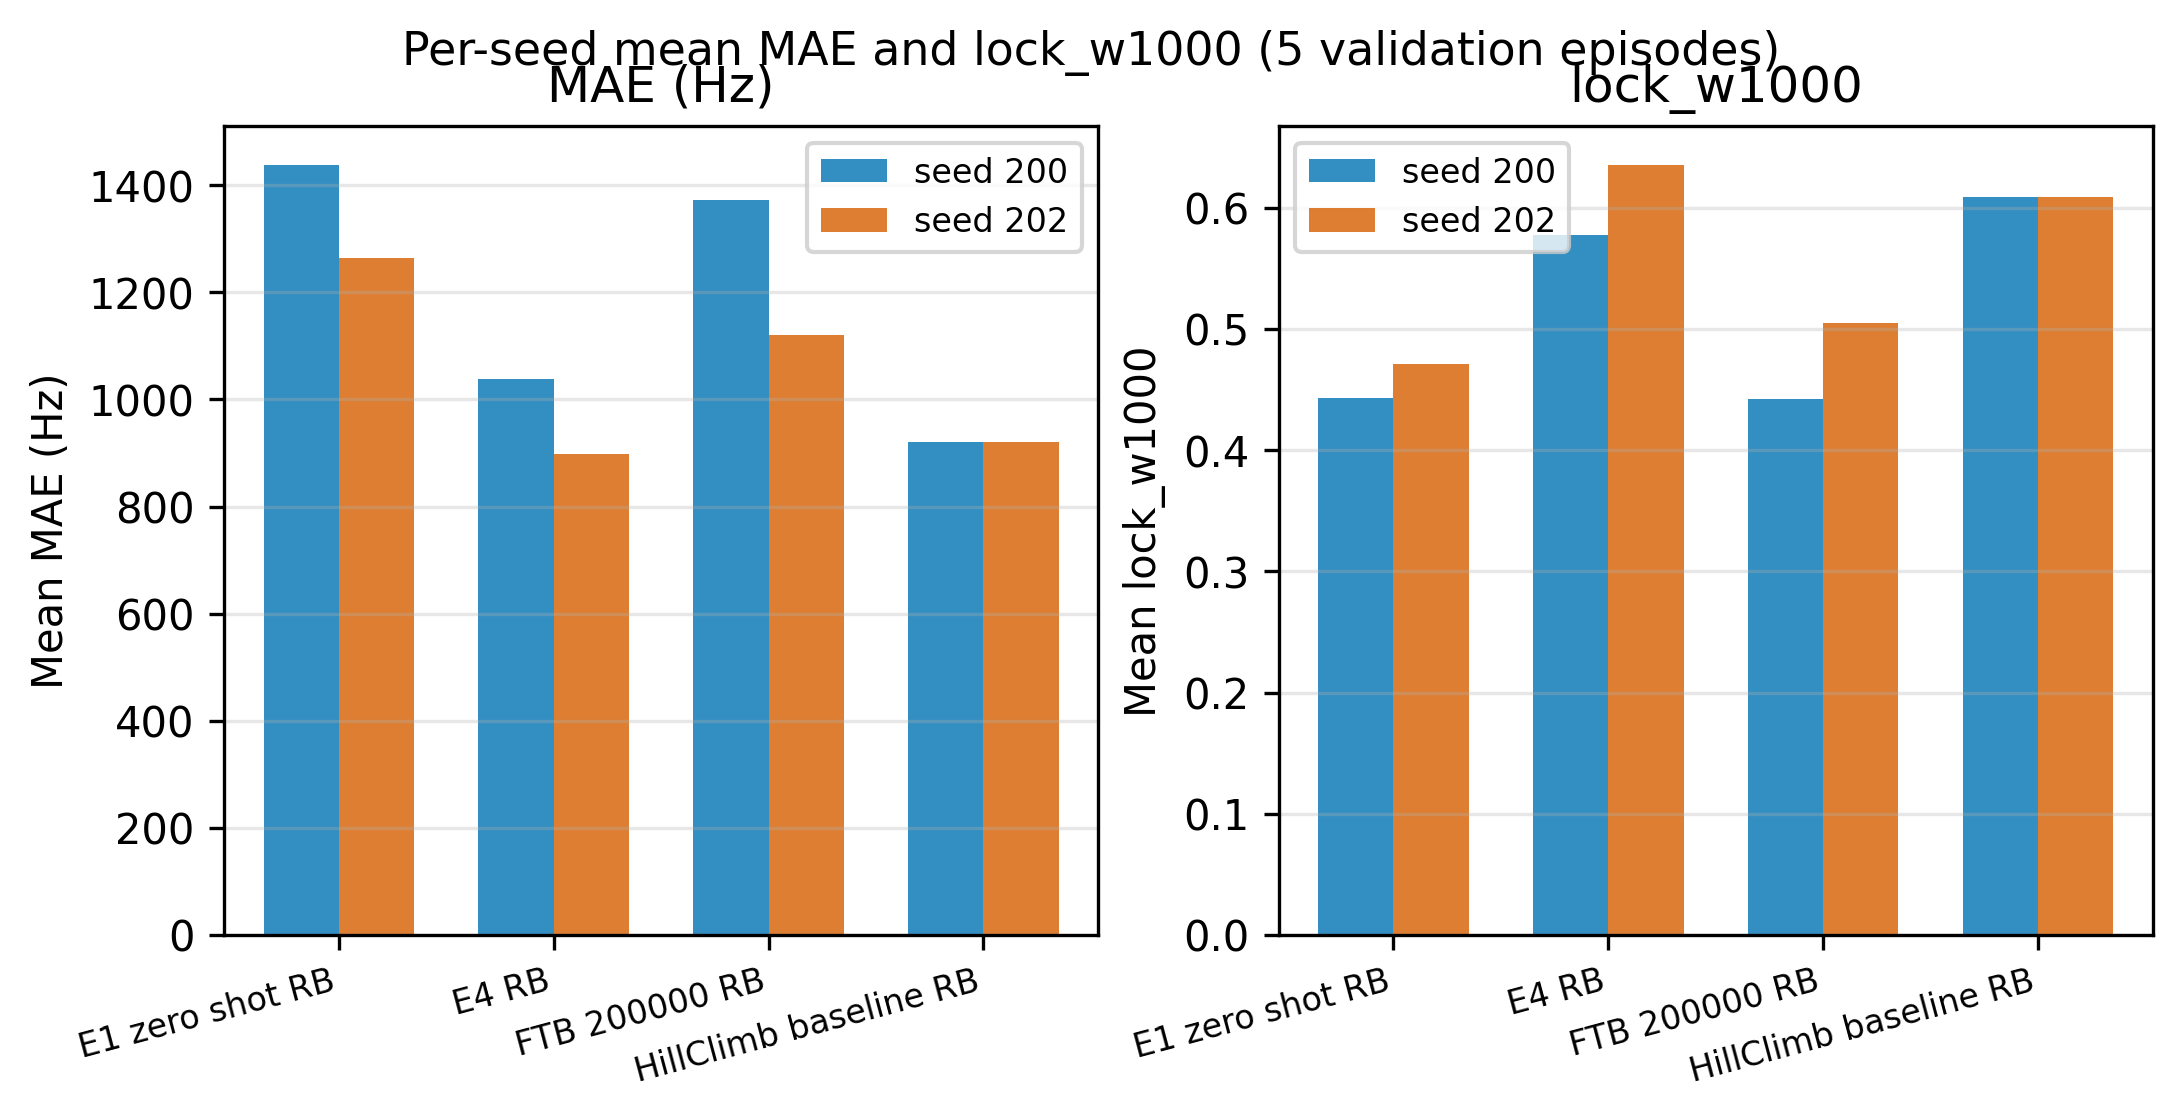 Per-seed mean MAE and lock_w1000 (5 validation episodes)
MAE (Hz)
Mean MAE (Hz)
1400
1200
1000
800
600
400
200
0
seed 200
seed 202
E1 zero shot RB
E4 RB
FTB 200000 RB
HillClimb baseline RB
lock_w1000
Mean lock_w1000
0.6
0.5
0.4
0.3
0.2
0.1
0.0
seed 200
seed 202
E1 zero shot RB
E4 RB
FTB 200000 RB
HillClimb baseline RB